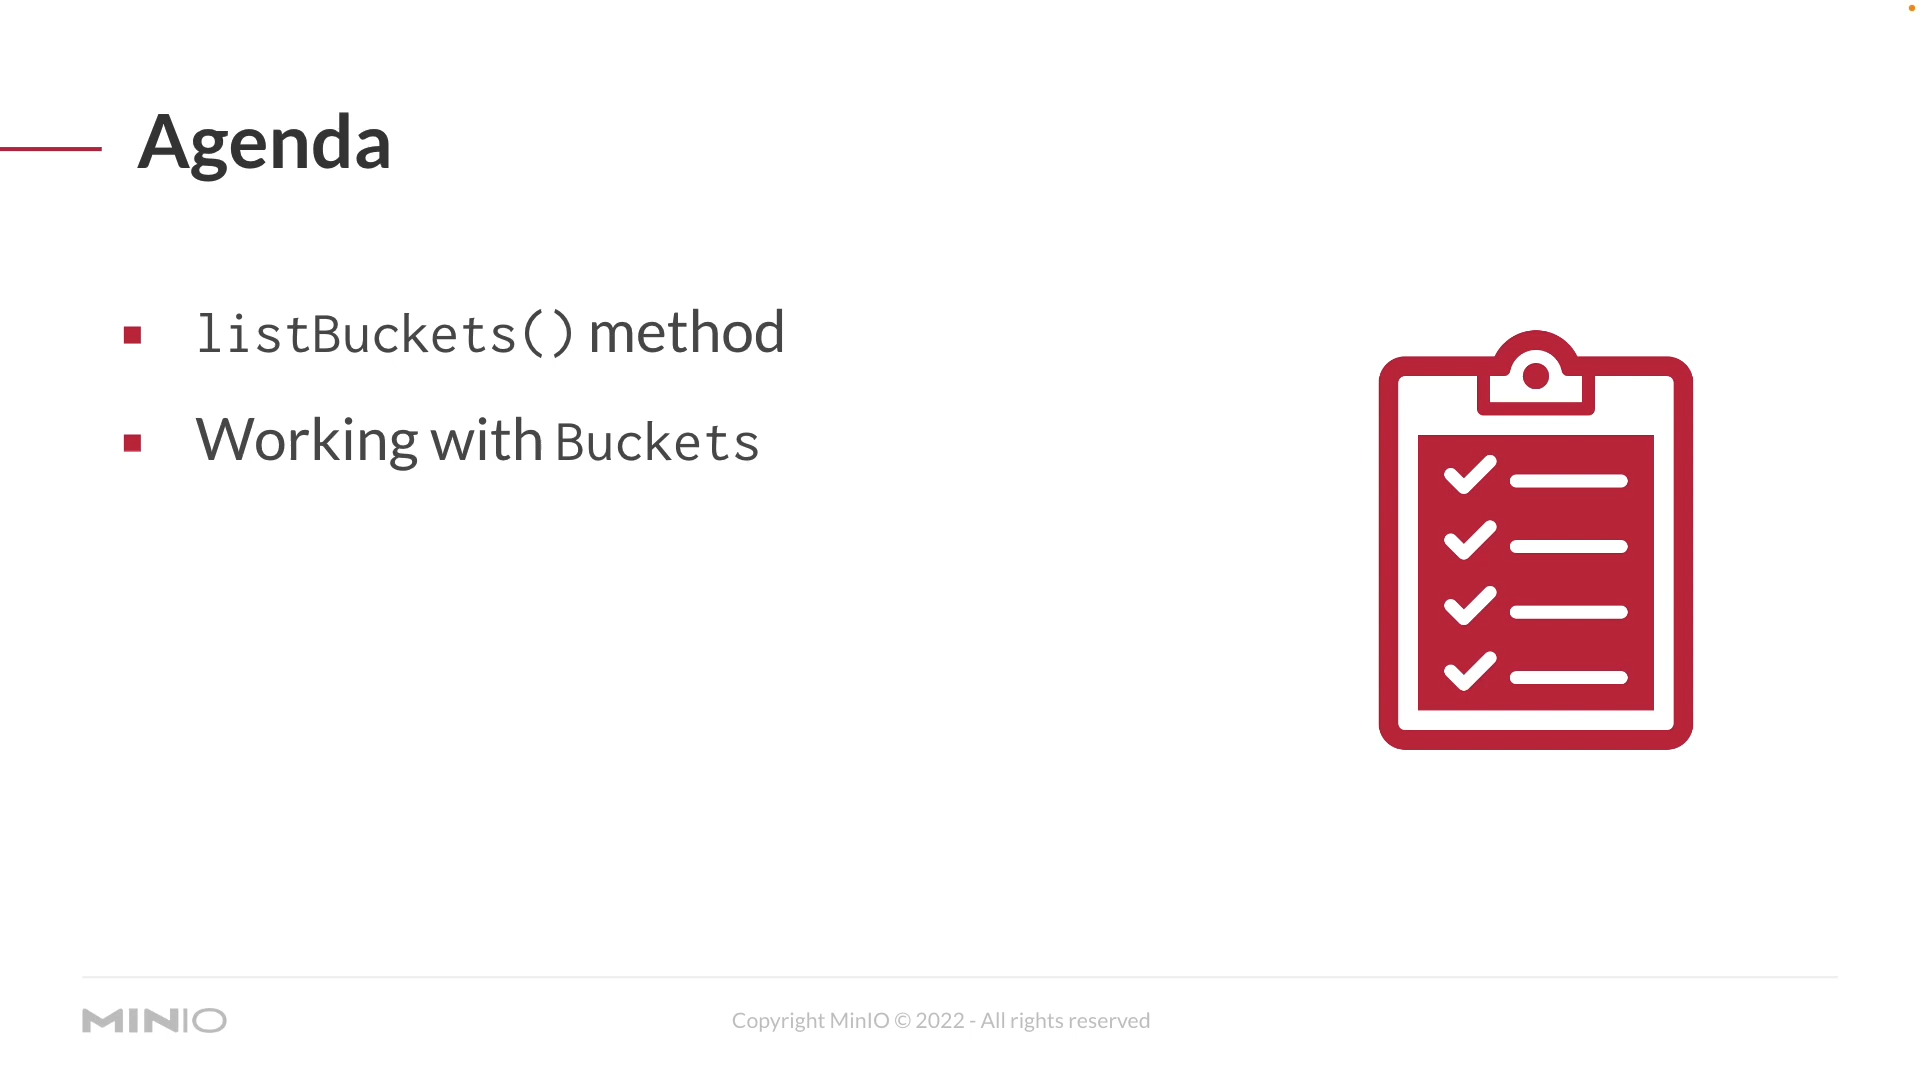 Agenda
listBuckets() method
Working with Buckets
MINIO
Copyright MinIO © 2022 - All rights reserved